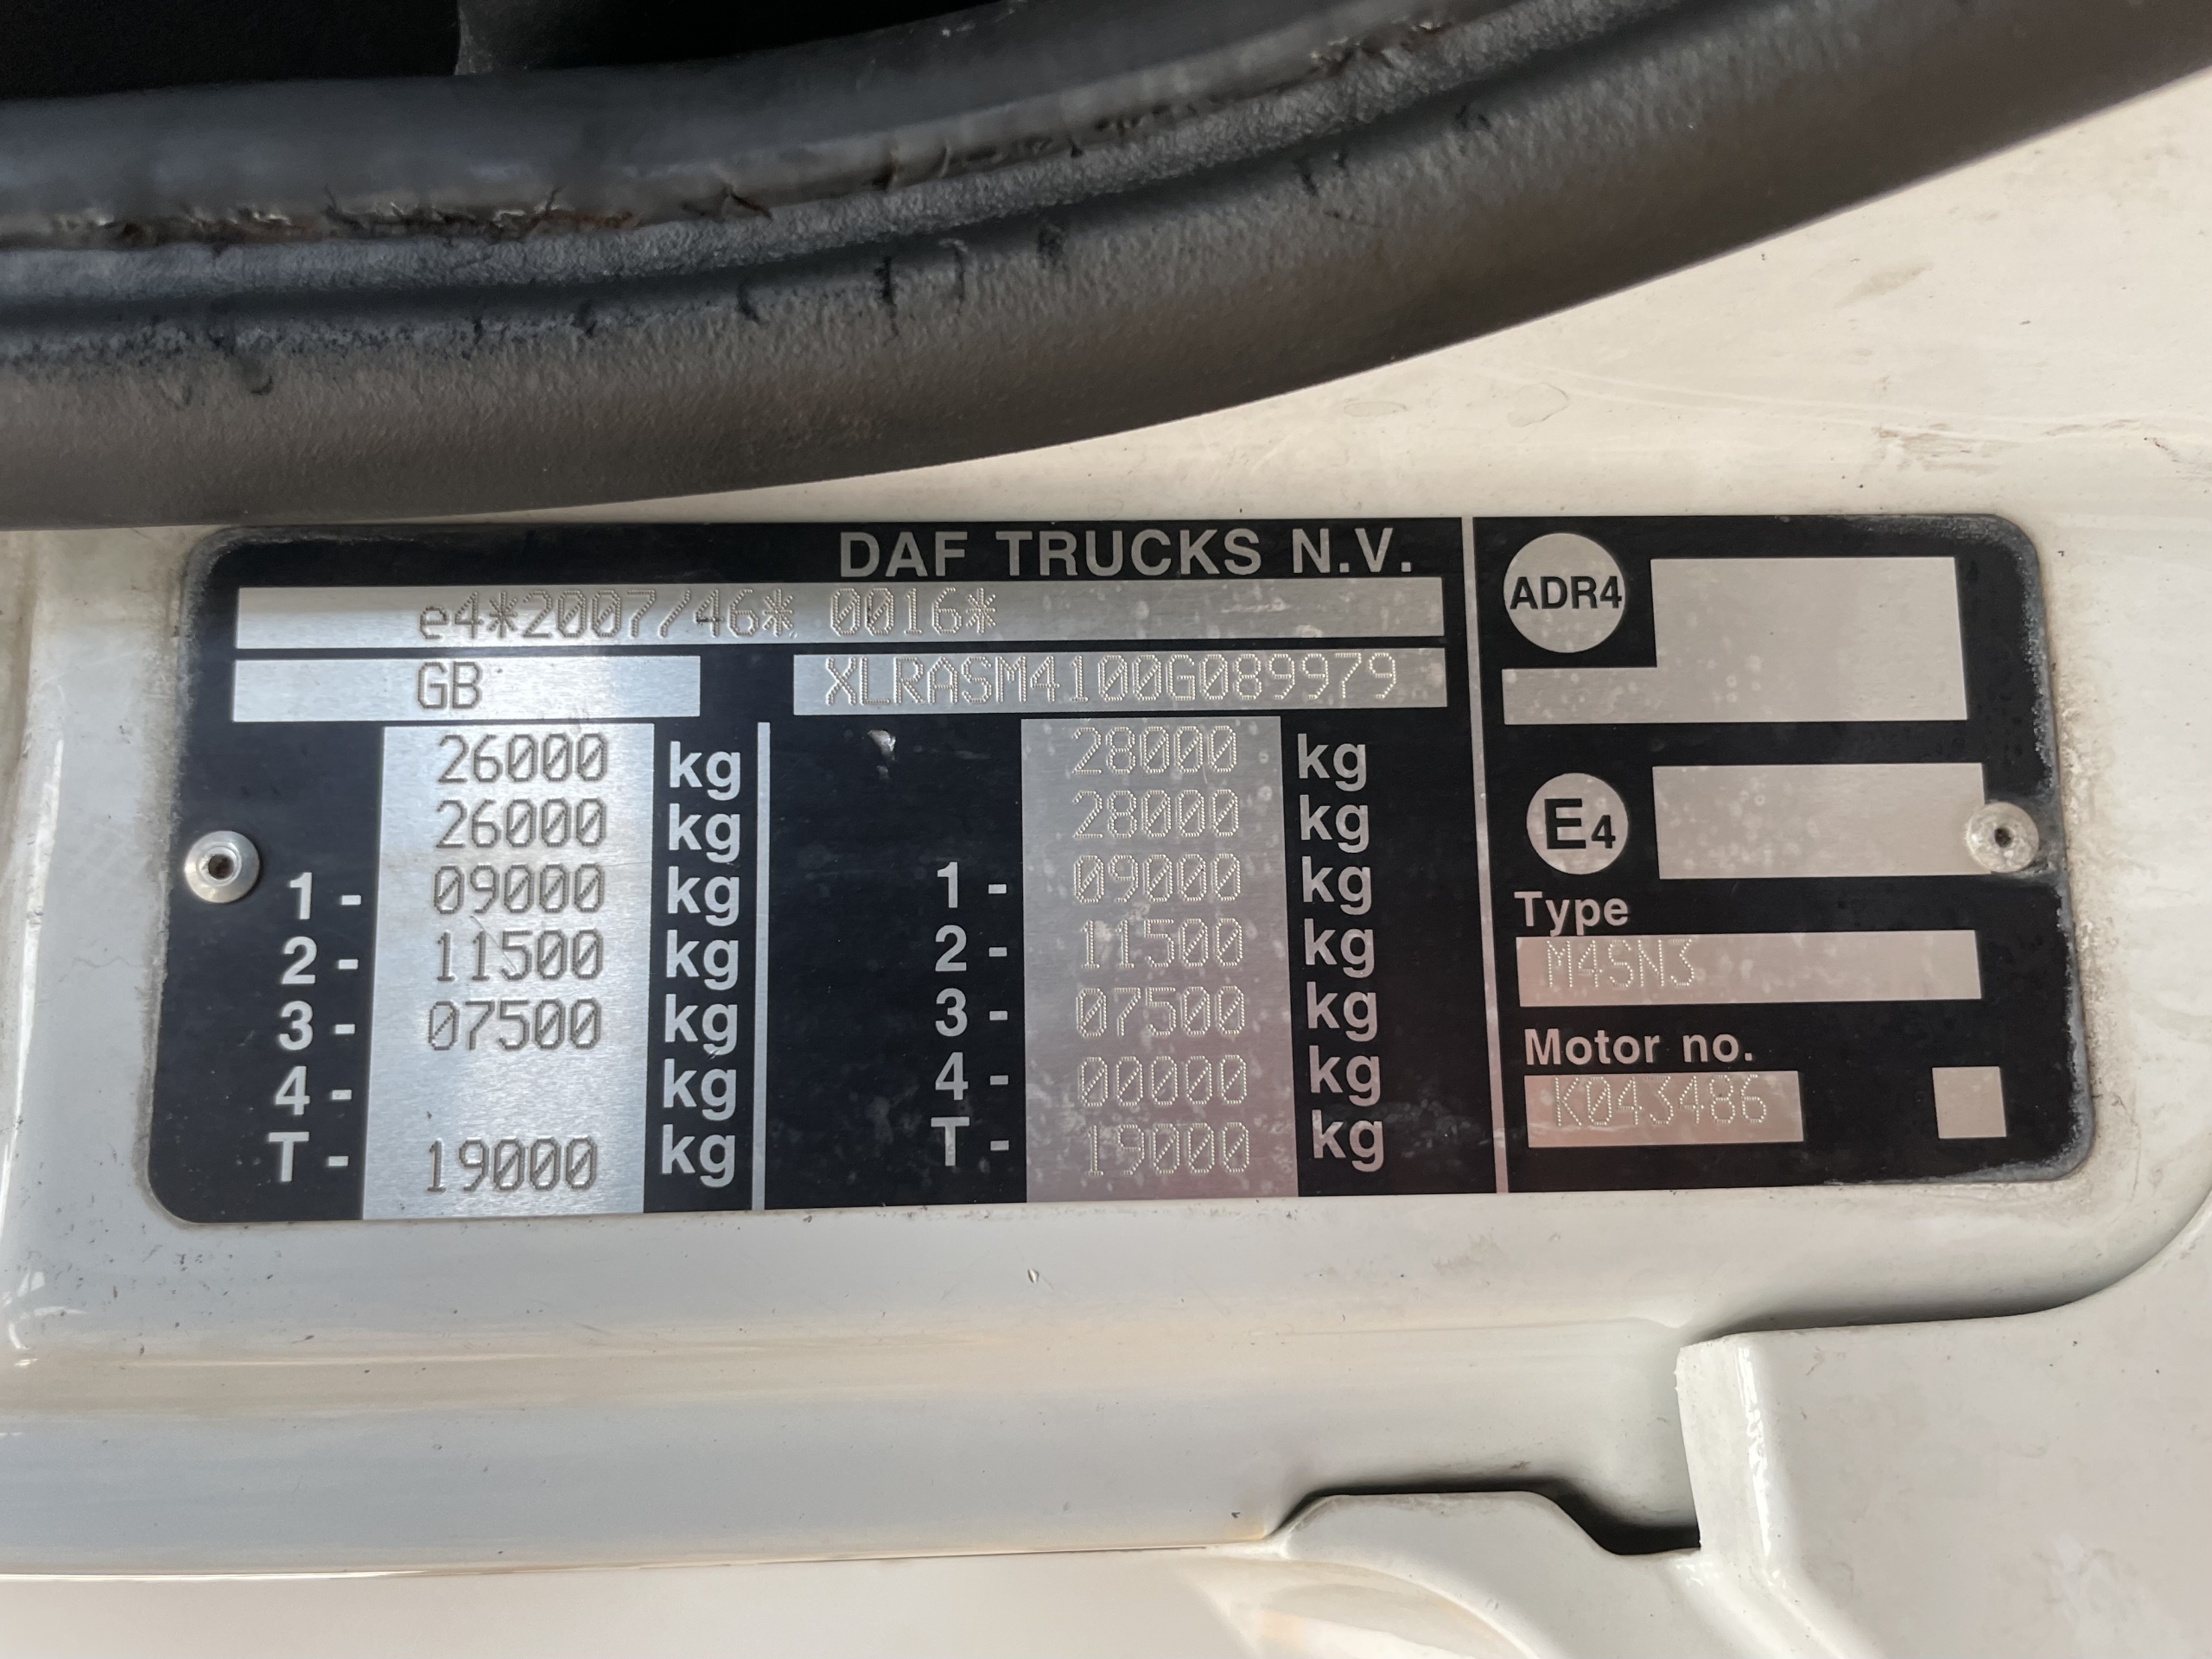 DAF TRUCKS N.V.
e4*2007/46* 0016*
GB XLRASM4100G089979
26000 kg 28000 kg
26000 kg 28000 kg
1 - 09000 kg 1 - 09000 kg
2 - 11500 kg 2 - 11500 kg
3 - 07500 kg 3 - 07500 kg
4 - kg 4 - 00000 kg
T - 19000 kg T - 19000 kg
ADR4
E4
Type
M4SN3
Motor no.
K043486